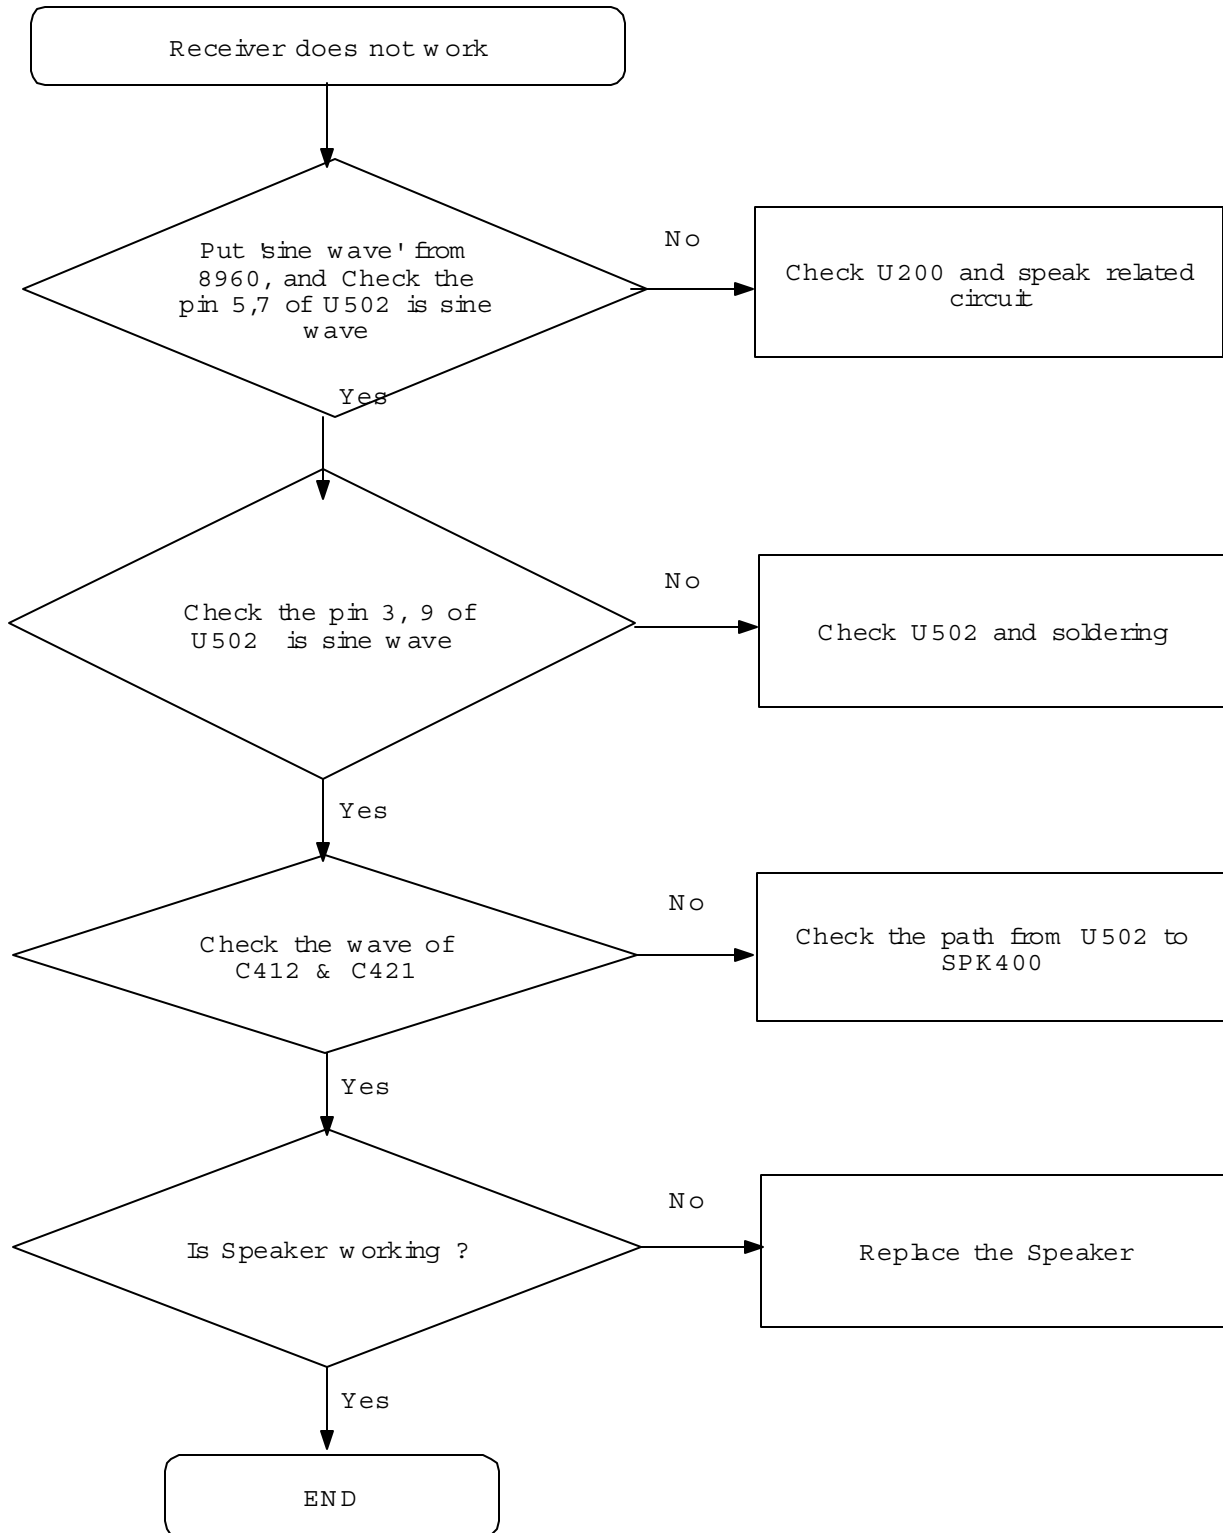 Receiver does not work
Put 'sine wave' from
8960, and Check the
pin 5,7 of U502 is sine
wave
No
Check U200 and speak related
circuit
Yes
Check the pin 3, 9 of
U502 is sine wave
No
Check U502 and soldering
Yes
Check the wave of
C412 & C421
No
Check the path from U502 to
SPK400
Yes
Is Speaker working ?
No
Replace the Speaker
Yes
END